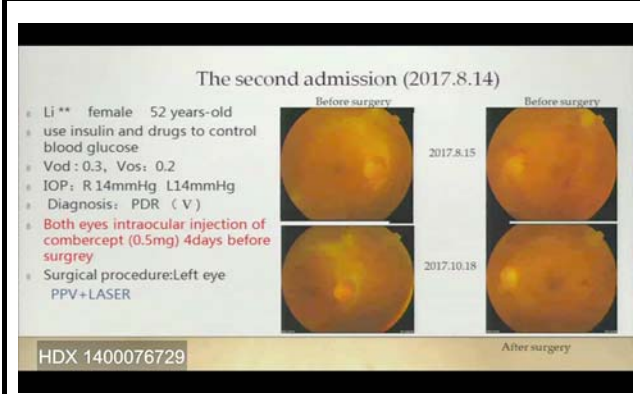 The second admission (2017.8.14)
Li ** female 52 years-old
use insulin and drugs to control
blood glucose
Vod : 0.3, Vos: 0.2
IOP: R 14mmHg L14mmHg
Diagnosis: PDR （Ⅴ）
Both eyes intraocular injection of
combercept (0.5mg) 4days before
surgrey
Surgical procedure:Left eye
PPV+LASER
Before surgery
Before surgery
2017.8.15
2017.10.18
After surgery
HDX 1400076729